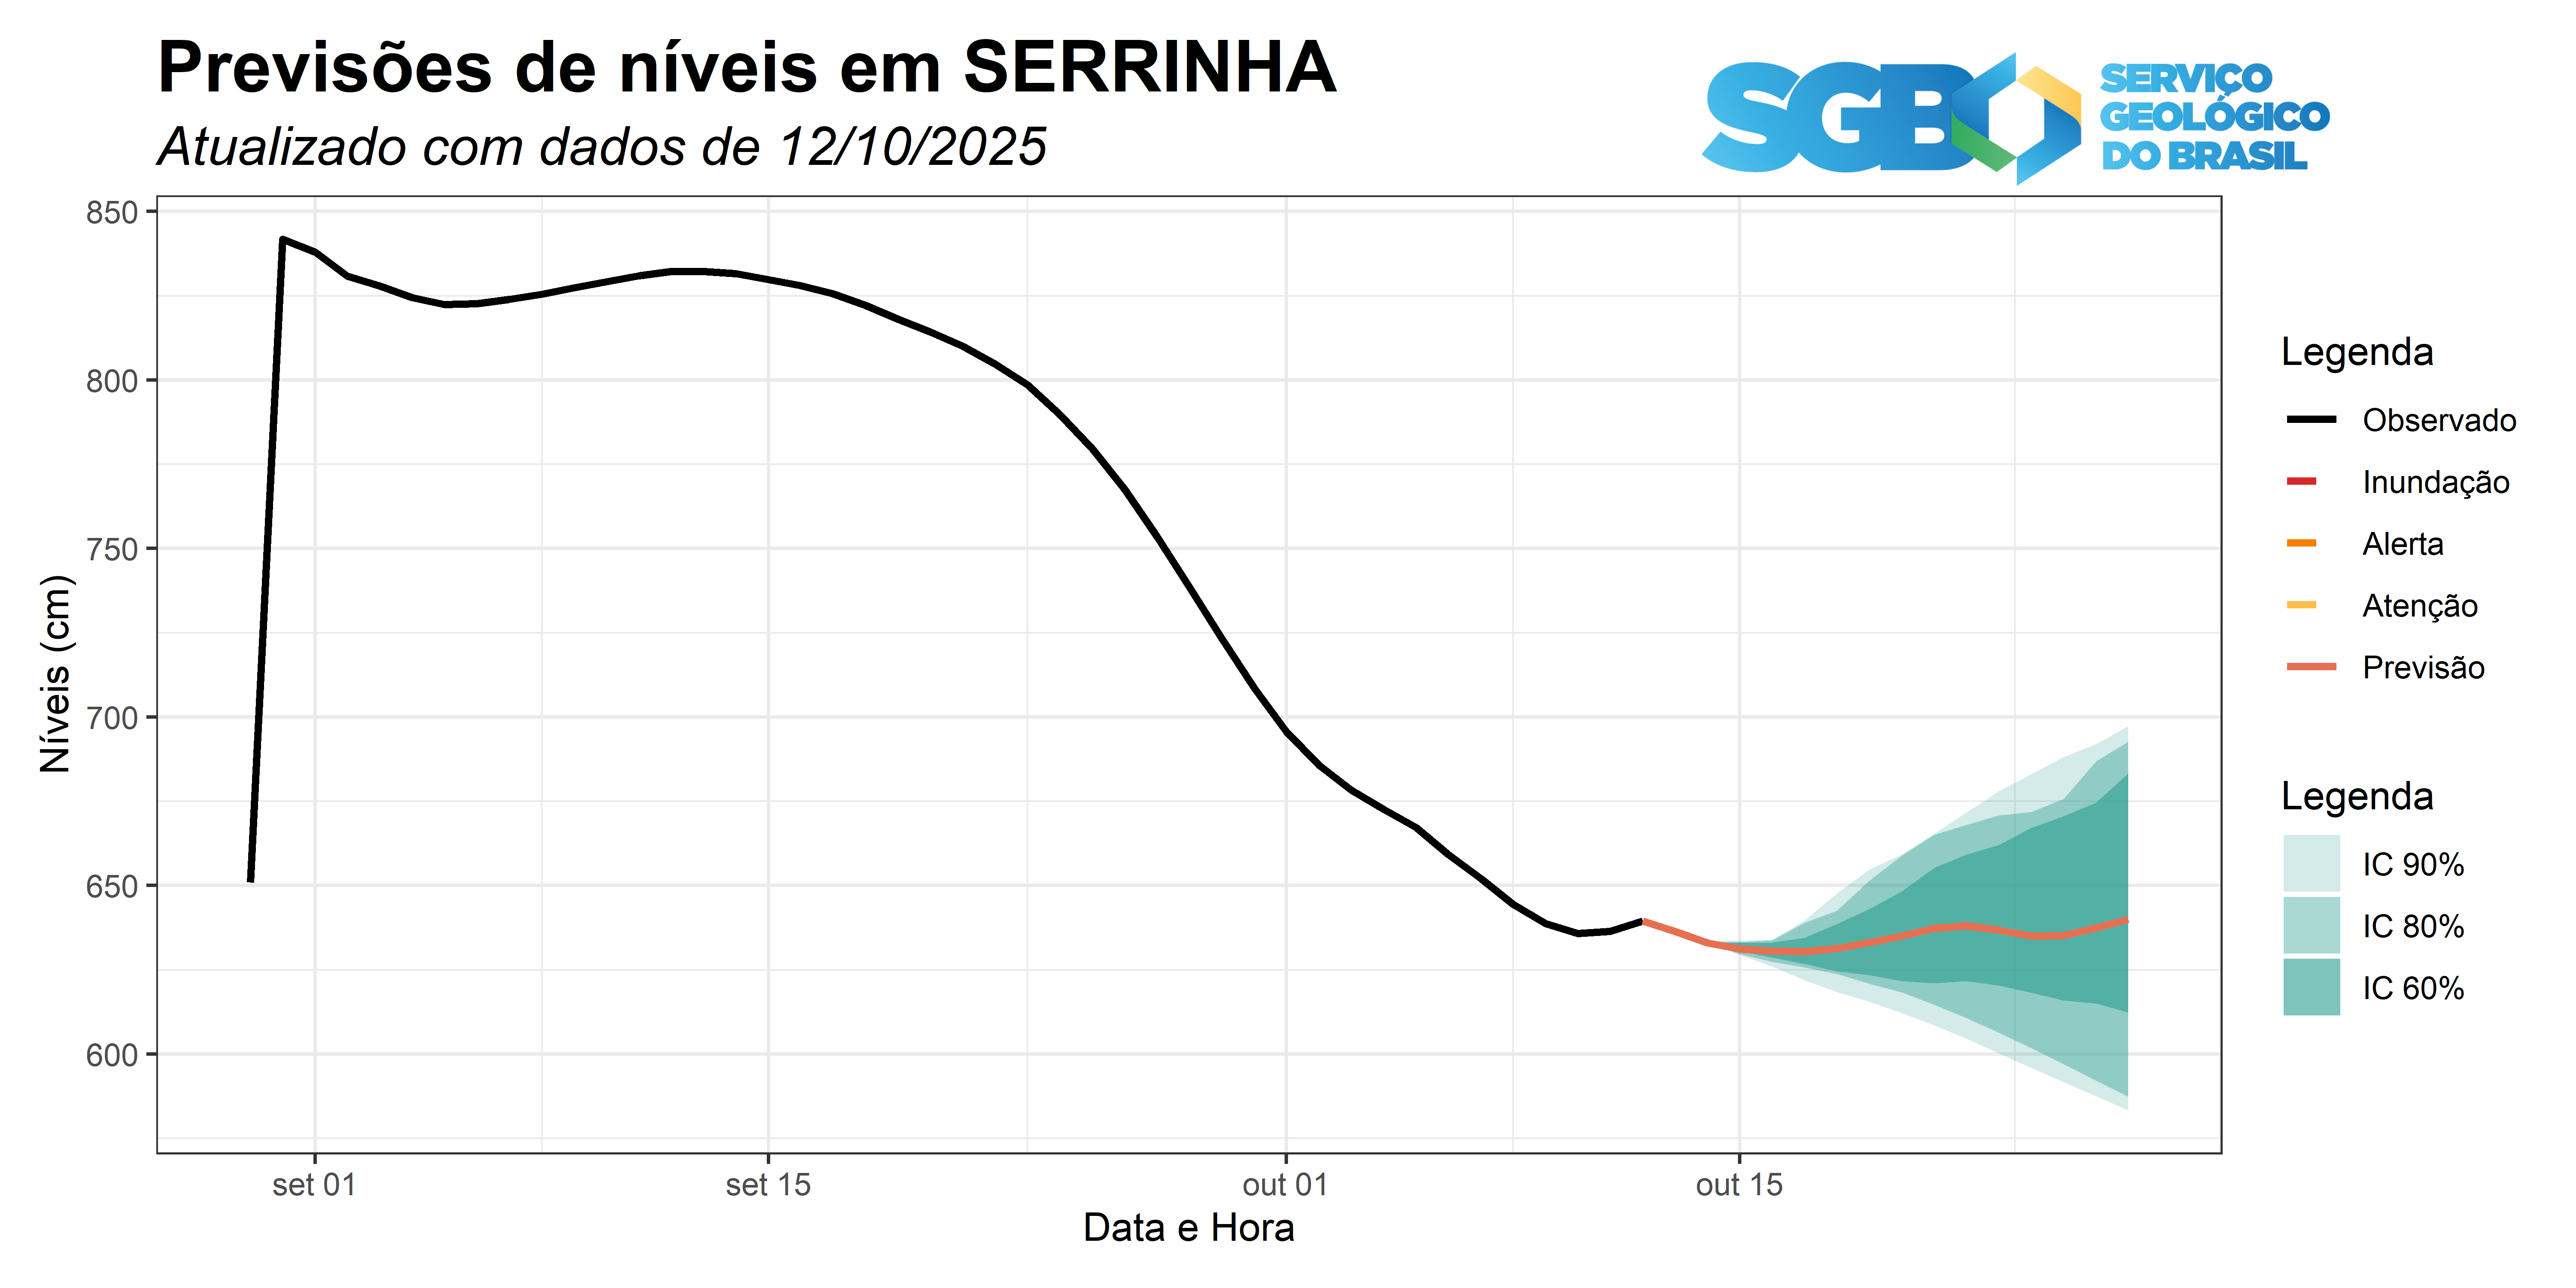 Previsões de níveis em SERRINHA
Atualizado com dados de 12/10/2025
SGB
SERVIÇO
GEOLÓGICO
DO BRASIL
850
800
750
700
650
600
Níveis (cm)
set 01
set 15
out 01
out 15
Data e Hora
Legenda
Observado
Inundação
Alerta
Atenção
Previsão
Legenda
IC 90%
IC 80%
IC 60%